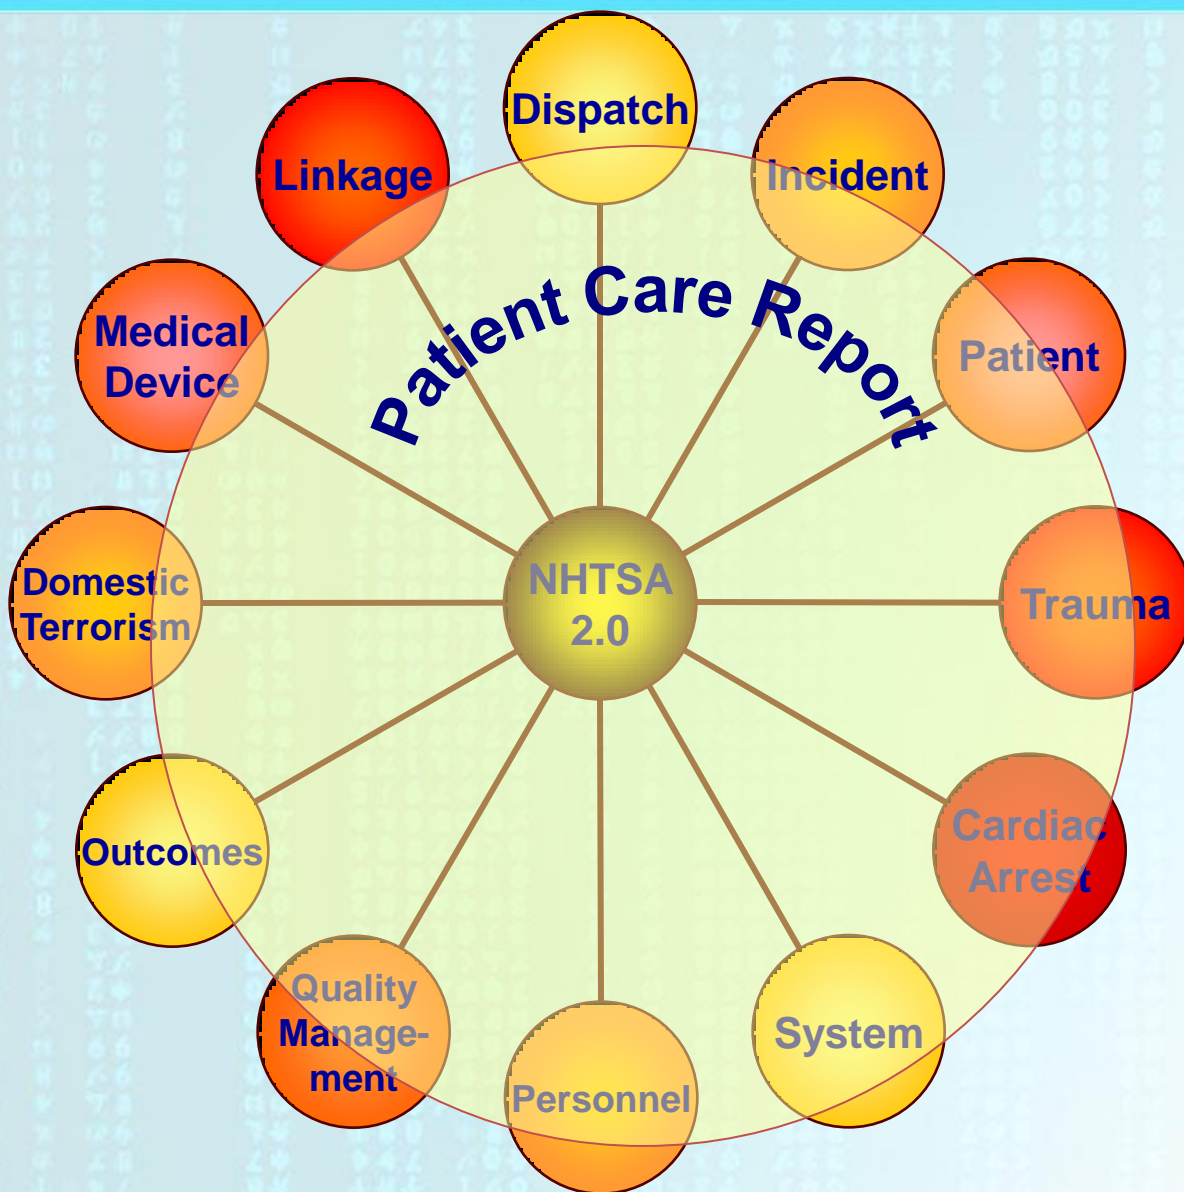 Dispatch
Linkage
Incident
Patient Care Report
Medical
Device
Patient
Domestic
Terrorism
NHTSA
2.0
Trauma
Outcomes
Cardiac
Arrest
Quality
Manage-
ment
System
Personnel